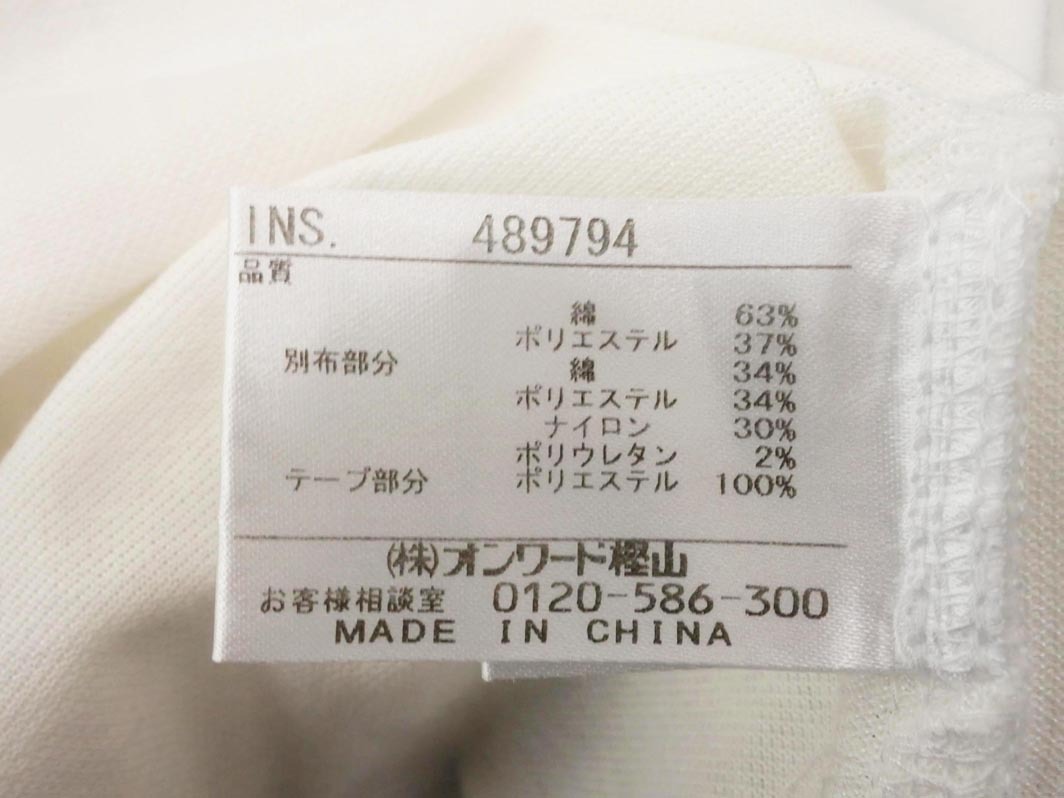 INS. 489794
品質
綿 63%
ポリエステル 37%
別布部分 綿 34%
ポリエステル 34%
ナイロン 30%
ポリウレタン 2%
テープ部分 ポリエステル 100%
(株)オンワード樫山
お客様相談室 0120-586-300
MADE IN CHINA